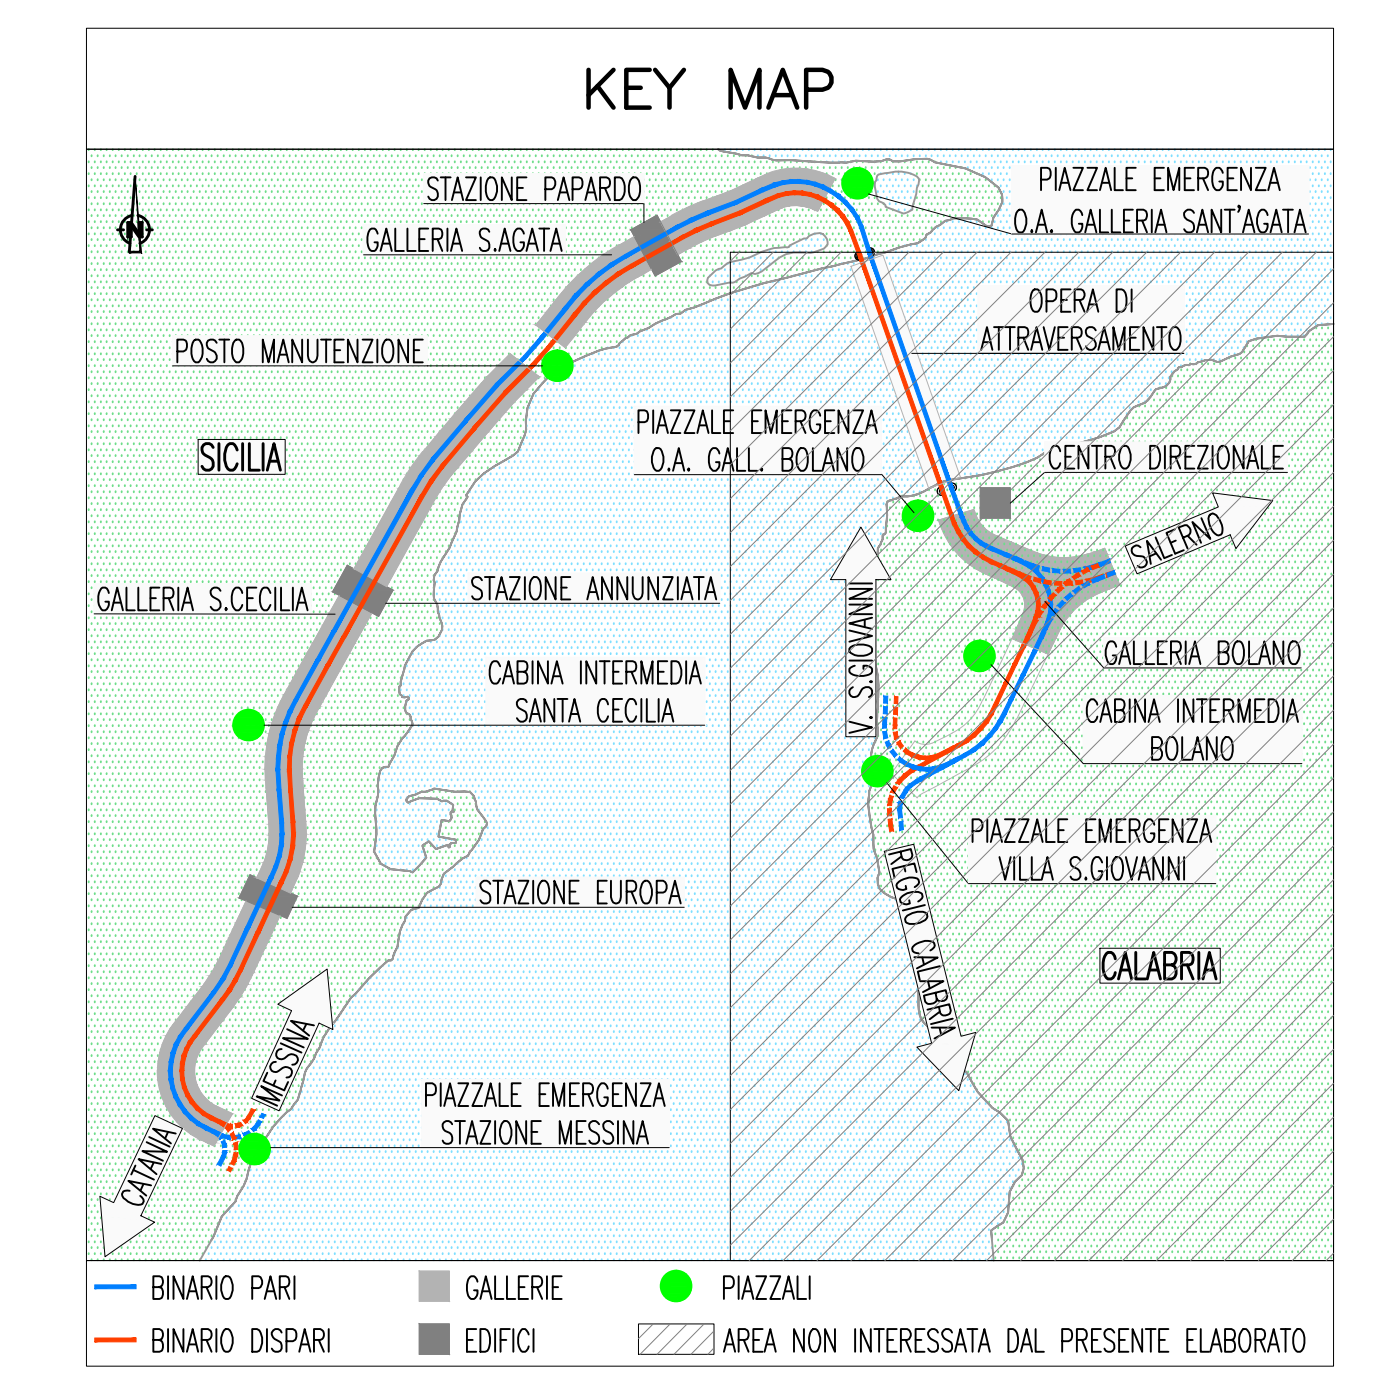 KEY MAP
N
STAZIONE PAPARDO
GALLERIA S.AGATA
PIAZZALE EMERGENZA
O.A. GALLERIA SANT'AGATA
OPERA DI
ATTRAVERSAMENTO
POSTO MANUTENZIONE
SICILIA
PIAZZALE EMERGENZA
O.A. GALL. BOLANO
CENTRO DIREZIONALE
SALERNO
GALLERIA S.CECILIA
STAZIONE ANNUNZIATA
V. S.GIOVANNI
GALLERIA BOLANO
CABINA INTERMEDIA
SANTA CECILIA
CABINA INTERMEDIA
BOLANO
PIAZZALE EMERGENZA
VILLA S.GIOVANNI
STAZIONE EUROPA
REGGIO CALABRIA
CALABRIA
MESSINA
PIAZZALE EMERGENZA
STAZIONE MESSINA
CATANIA
BINARIO PARI
GALLERIE
PIAZZALI
BINARIO DISPARI
EDIFICI
AREA NON INTERESSATA DAL PRESENTE ELABORATO